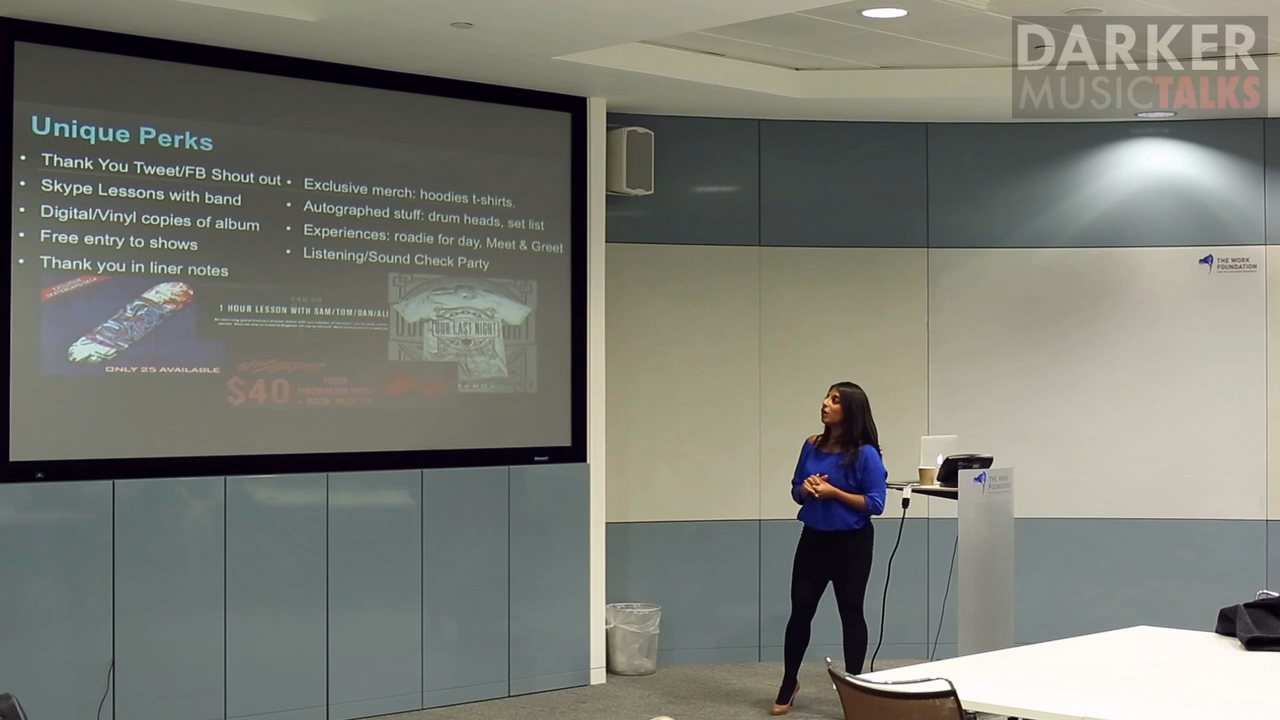 DARKER
MUSICTALKS
Unique Perks
• Thank You Tweet/FB Shout out
• Skype Lessons with band
• Digital/Vinyl copies of album
• Free entry to shows
• Thank you in liner notes
• Exclusive merch: hoodies t-shirts.
• Autographed stuff: drum heads, set list
• Experiences: roadie for day, Meet & Greet
• Listening/Sound Check Party
1 HOUR LESSON WITH SAM/TOM/DAN/ALI
ONLY 25 AVAILABLE
OUR LAST NIGHT
$40
THE WORK
FOUNDATION
THE WORK
FOUNDATION